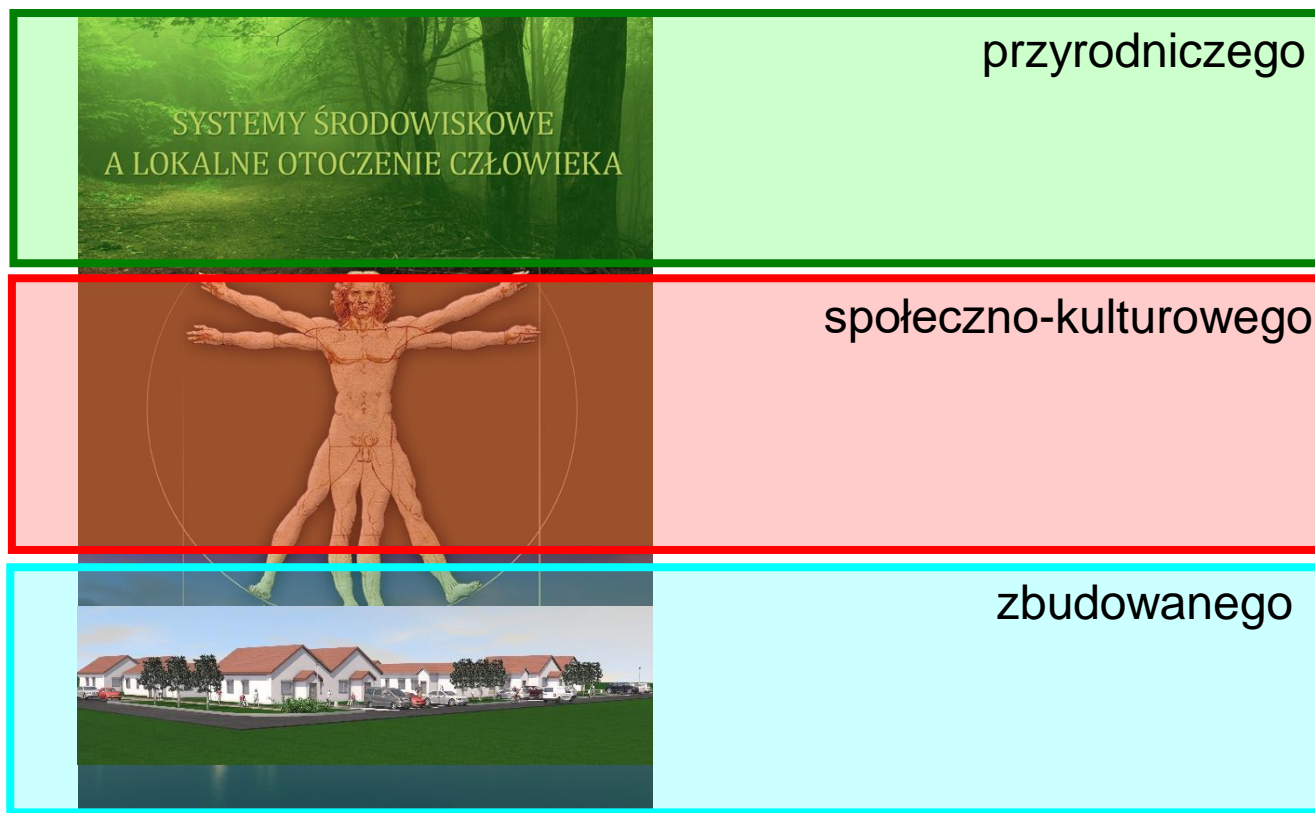 przyrodniczego
SYSTEMY ŚRODOWISKOWE
A LOKALNE OTOCZENIE CZŁOWIEKA
społeczno-kulturowego
zbudowanego